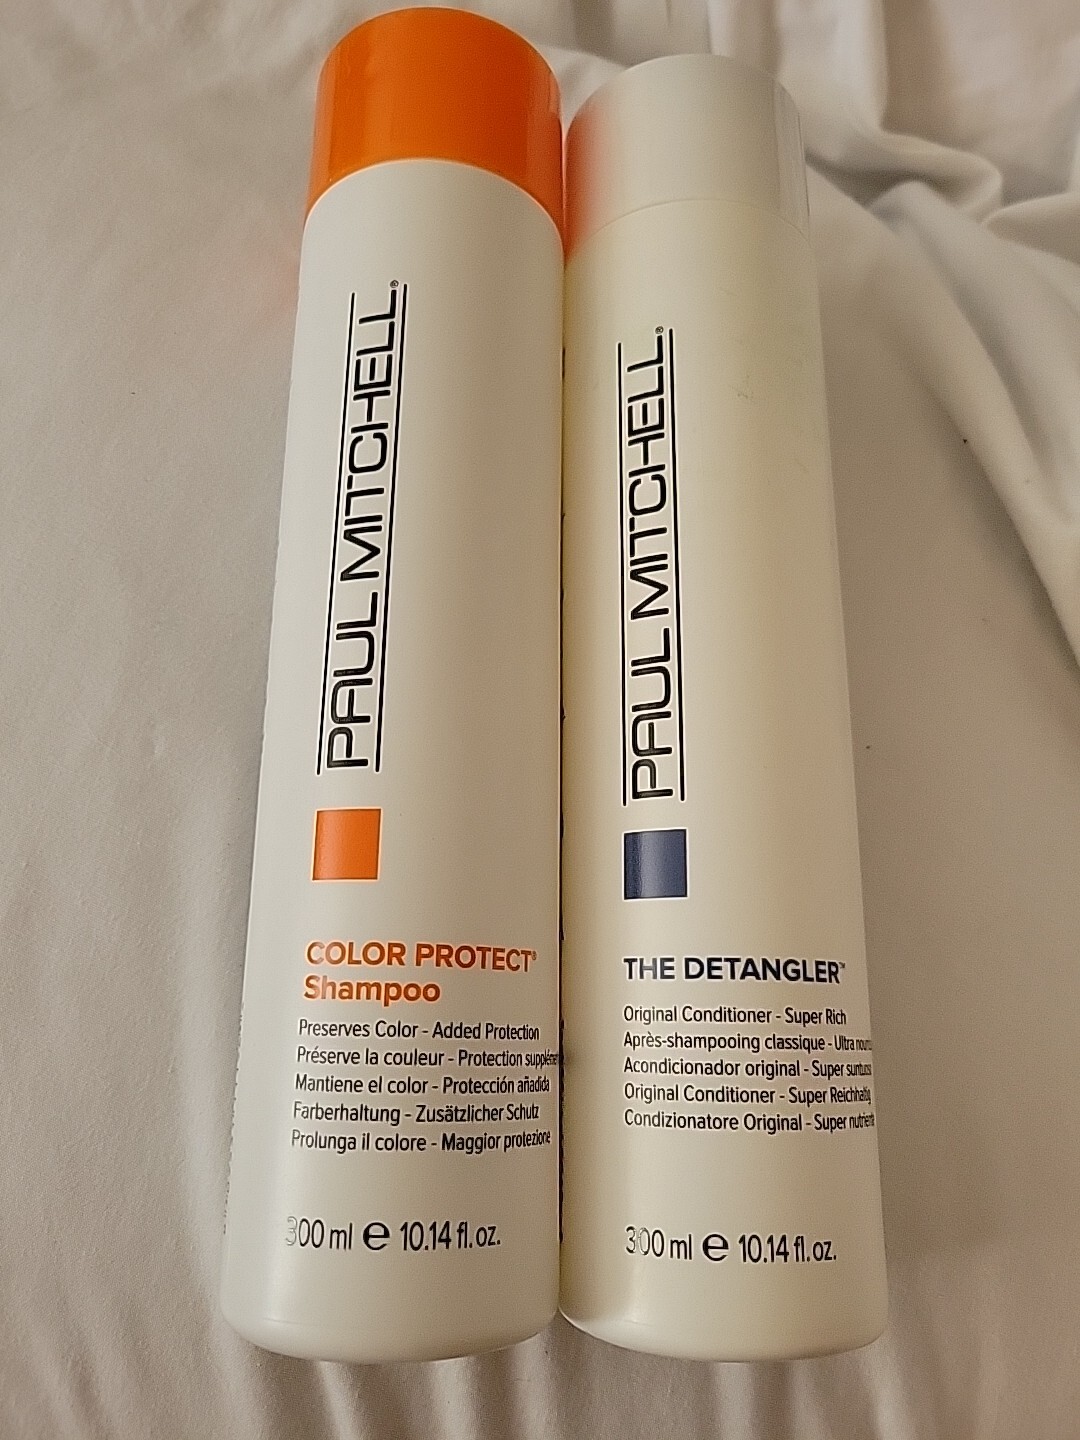 PAUL MITCHELL®
COLOR PROTECT®
Shampoo
Preserves Color - Added Protection
Préserve la couleur - Protection
Mantiene el color - Protección añadida
Farberhaltung - Zusätzlicher Schutz
Prolunga il colore - Maggior protezione
300 ml e 10.14 fl. oz.
PAUL MITCHELL®
THE DETANGLER™
Original Conditioner - Super Rich
Après-shampooing classique - Ultra
Acondicionador original - Super
Original Conditioner - Super Reichhaltig
Condizionatore Original - Super
300 ml e 10.14 fl. oz.